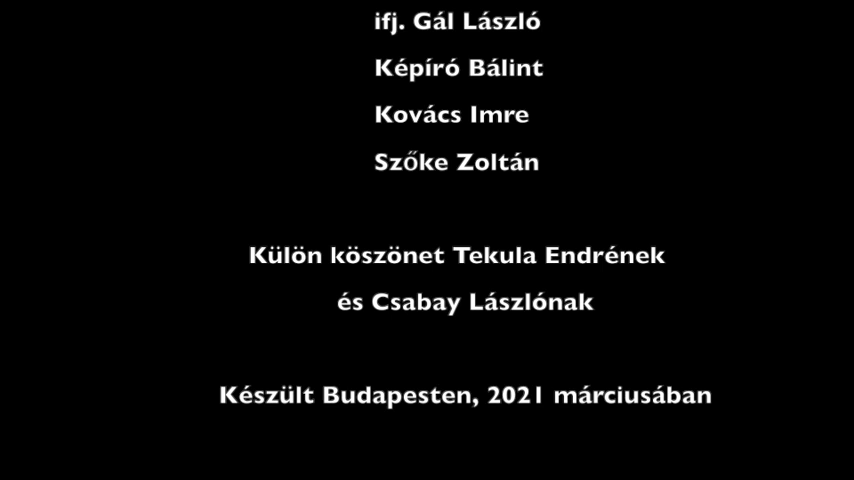 ifj. Gál László
Képíró Bálint
Kovács Imre
Szőke Zoltán
Külön köszönet Tekula Endrének
és Csabay Lászlónak
Készült Budapesten, 2021 márciusában